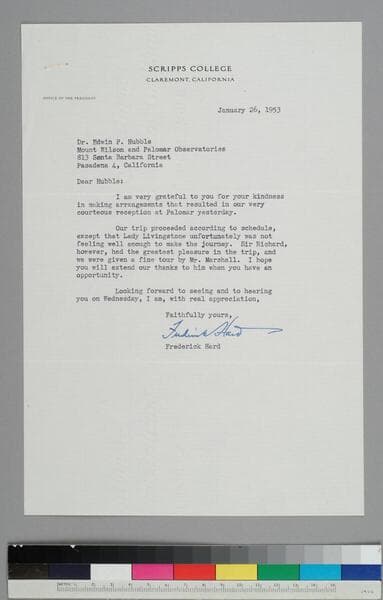 SCRIPPS COLLEGE
CLAREMONT, CALIFORNIA
OFFICE OF THE PRESIDENT
January 26, 1953
Dr. Edwin P. Hubble
Mount Wilson and Palomar Observatories
813 Santa Barbara Street
Pasadena 4, California
Dear Hubble:
I am very grateful to you for your kindness
in making arrangements that resulted in our very
courteous reception at Palomar yesterday.
Our trip proceeded according to schedule,
except that Lady Livingstone unfortunately was not
feeling well enough to make the journey. Sir Richard,
however, had the greatest pleasure in the trip, and
we were given a fine tour by Mr. Marshall. I hope
you will extend our thanks to him when you have an
opportunity.
Looking forward to seeing and to hearing
you on Wednesday, I am, with real appreciation,
Faithfully yours,
Frederick Hard
Frederick Hard